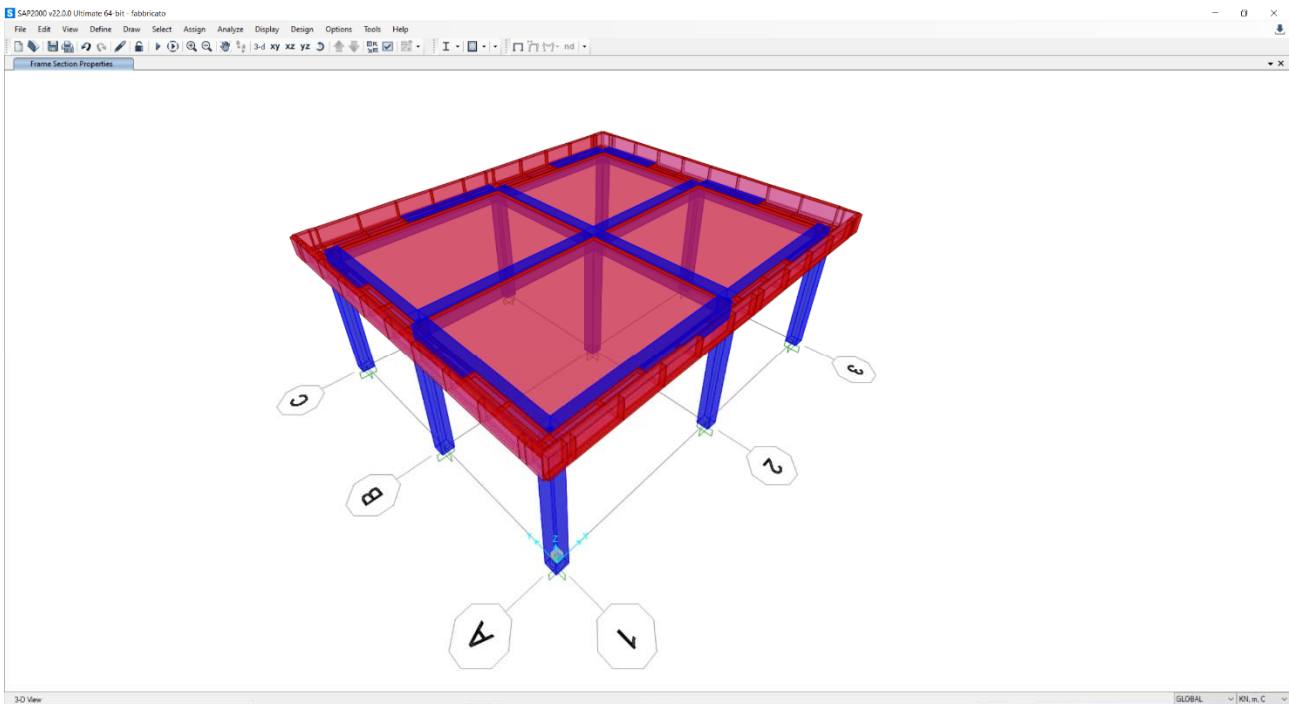 SAP2000 v22.0.0 Ultimate 64-bit - fabbricato
File Edit View Define Draw Select Assign Analyze Display Design Options Tools Help
3-d xy xz yz nd
Frame Section Properties
C
3
B
2
Z
A
1
3-D View
GLOBAL KN, m, C